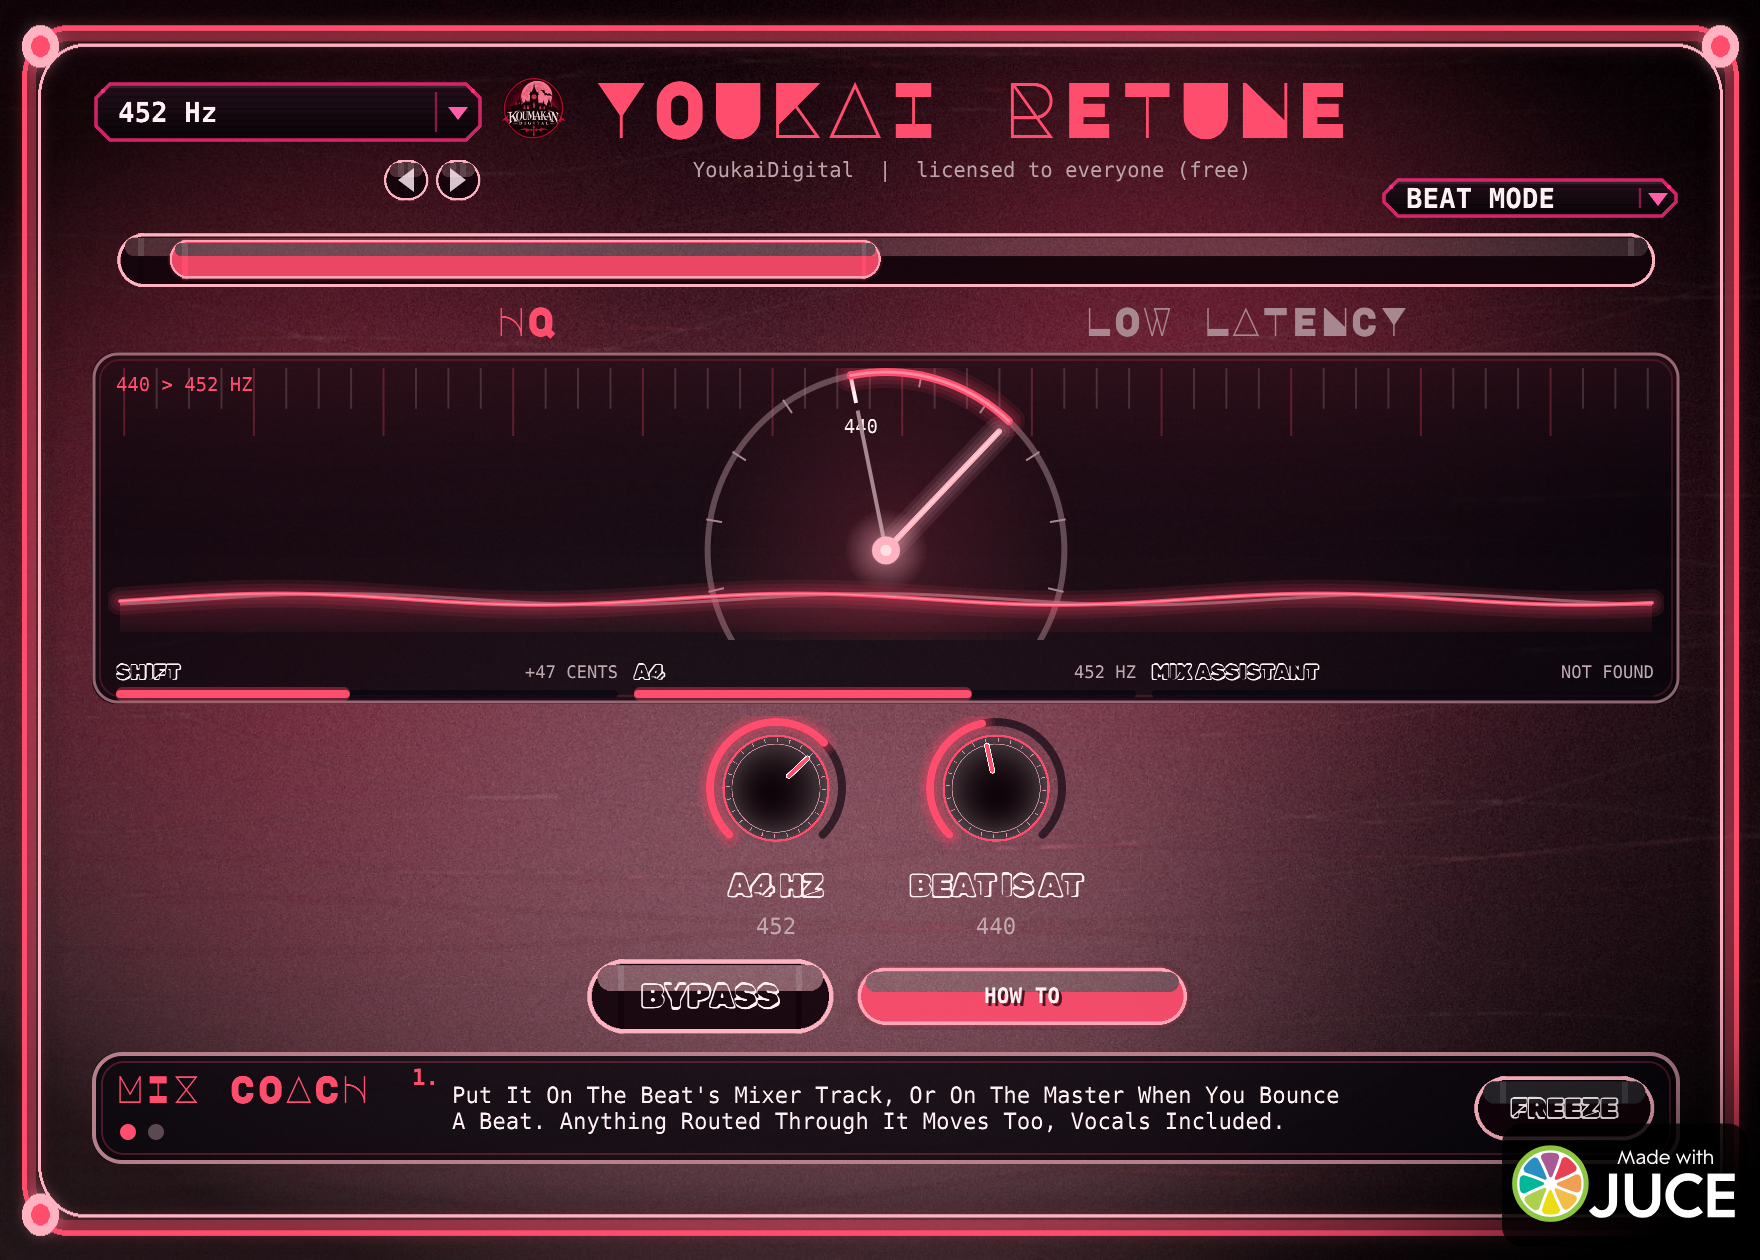 452 Hz
KOUMAKAN
DIGITAL
YOUKAI RETUNE
YoukaiDigital | licensed to everyone (free)
BEAT MODE
HQ
LOW LATENCY
440 > 452 HZ
440
SHIFT
+47 CENTS
A4
452 HZ
MIX ASSISTANT
NOT FOUND
A4 HZ
BEAT IS AT
452
440
BYPASS
HOW TO
MIX COACH
1.
Put It On The Beat's Mixer Track, Or On The Master When You Bounce
A Beat. Anything Routed Through It Moves Too, Vocals Included.
FREEZE
Made with
JUCE